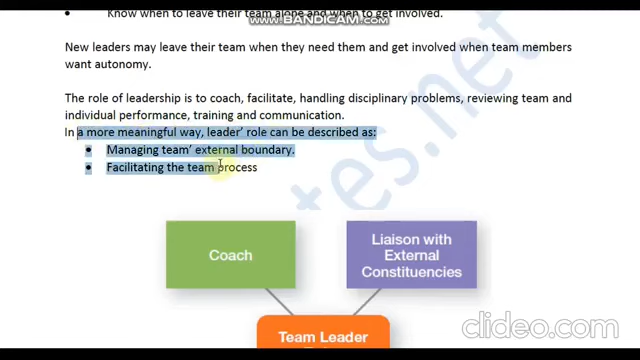 • Know when to leave their team alone and when to get involved.
WWW.BANDICAM.COM
New leaders may leave their team when they need them and get involved when team members
want autonomy.
The role of leadership is to coach, facilitate, handling disciplinary problems, reviewing team and
individual performance, training and communication.
In a more meaningful way, leader’ role can be described as:
• Managing team’ external boundary.
• Facilitating the team process
Coach
Liaison with
External
Constituencies
Team Leader
clideo.com